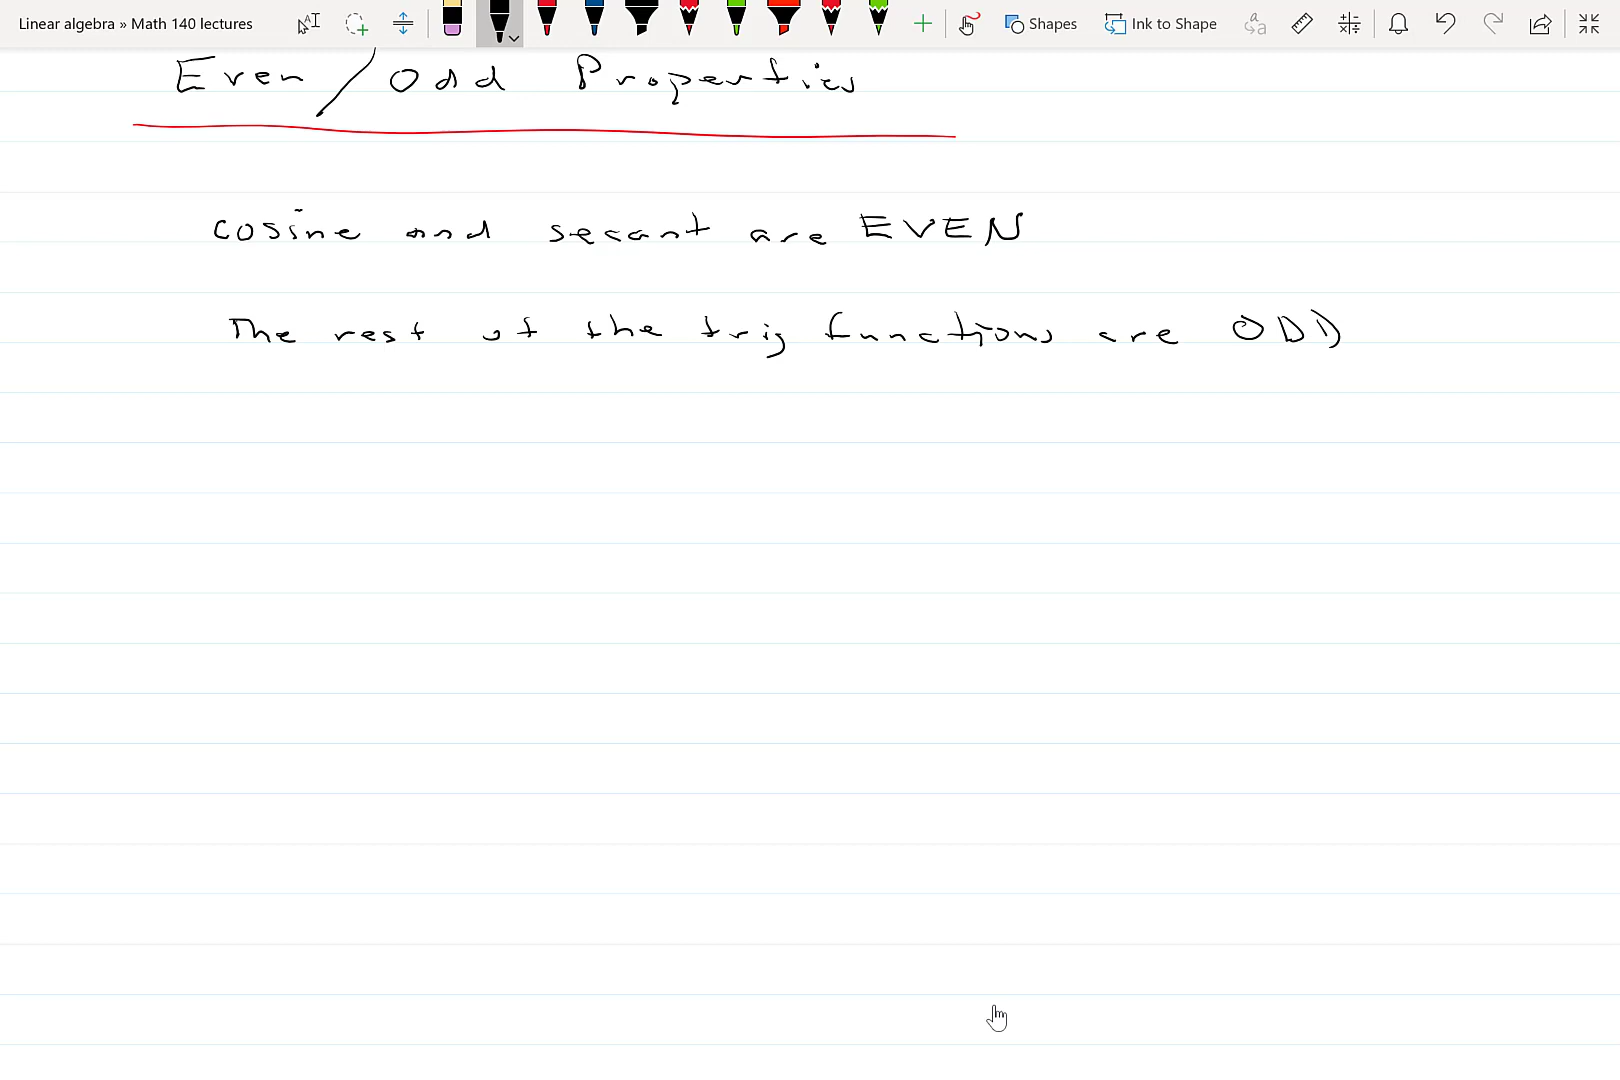 Linear algebra » Math 140 lectures
Shapes
Ink to Shape
Even/Odd Properties
cosine and secant are EVEN
The rest of the trig functions are ODD